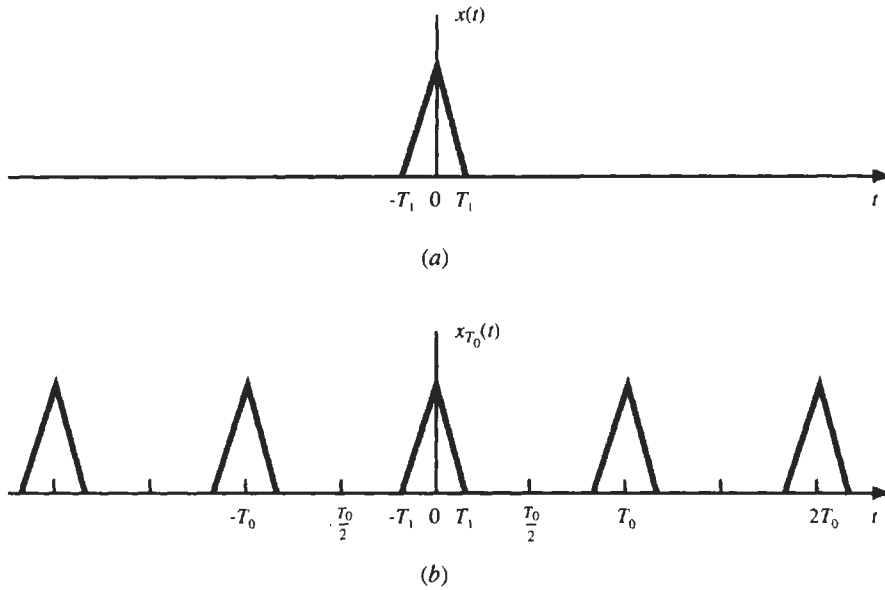 x(t)
-T₁ 0 T₁ t
(a)
x_{T₀}(t)
-T₀ -T₀/2 -T₁ 0 T₁ T₀/2 T₀ 2T₀ t
(b)